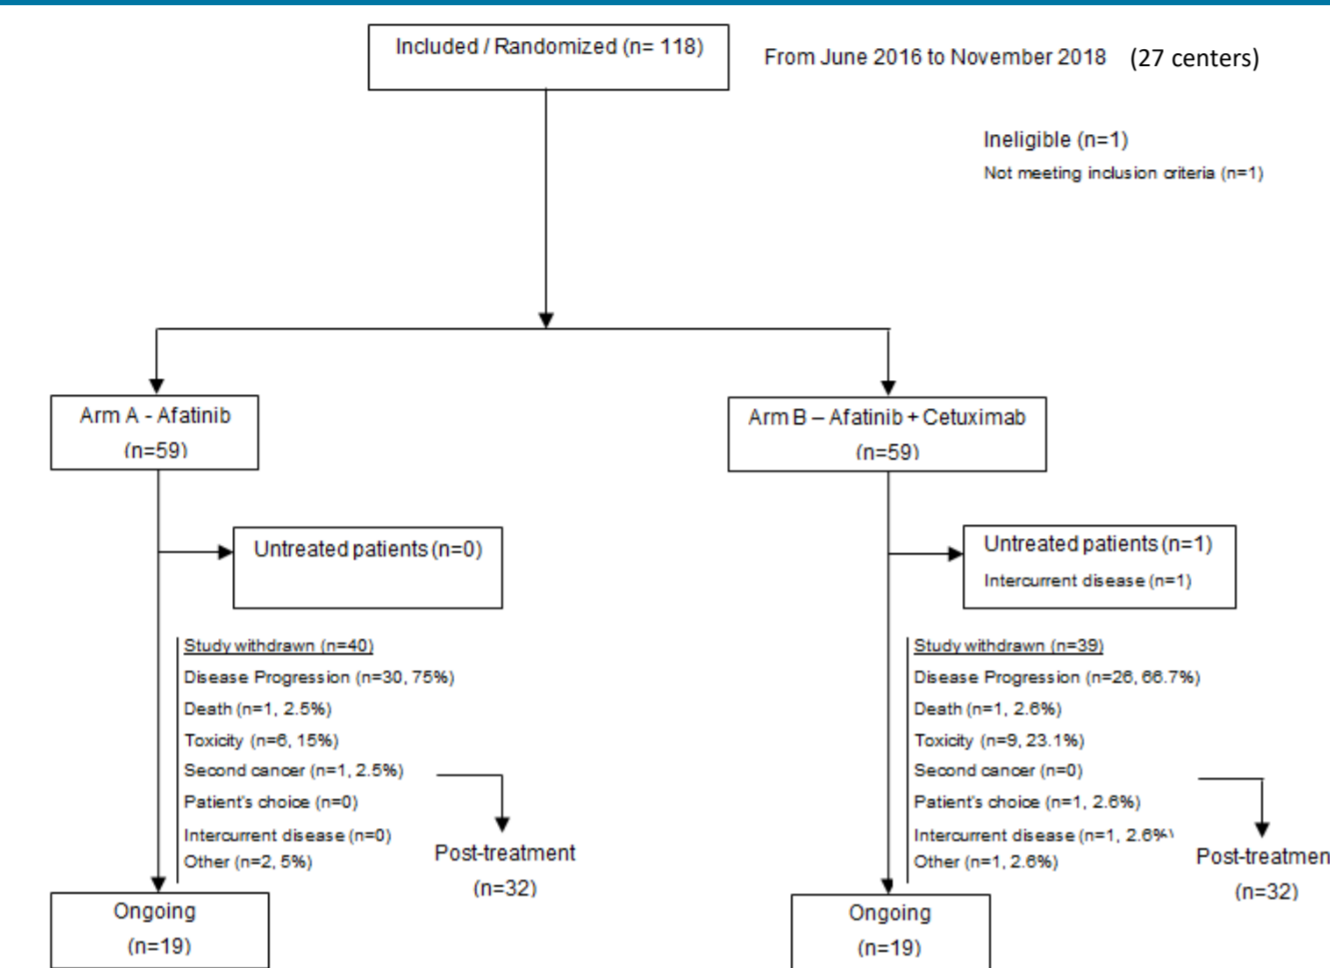 Included / Randomized (n= 118)
From June 2016 to November 2018 (27 centers)
Ineligible (n=1)
Not meeting inclusion criteria (n=1)
Arm A - Afatinib
(n=59)
Arm B – Afatinib + Cetuximab
(n=59)
Untreated patients (n=0)
Untreated patients (n=1)
Intercurrent disease (n=1)
Study withdrawn (n=40)
Disease Progression (n=30, 75%)
Death (n=1, 2.5%)
Toxicity (n=6, 15%)
Second cancer (n=1, 2.5%)
Patient's choice (n=0)
Intercurrent disease (n=0)
Other (n=2, 5%)
Post-treatment
(n=32)
Ongoing
(n=19)
Study withdrawn (n=39)
Disease Progression (n=26, 66.7%)
Death (n=1, 2.6%)
Toxicity (n=9, 23.1%)
Second cancer (n=0)
Patient's choice (n=1, 2.6%)
Intercurrent disease (n=1, 2.6%)
Other (n=1, 2.6%)
Post-treatmen
(n=32)
Ongoing
(n=19)